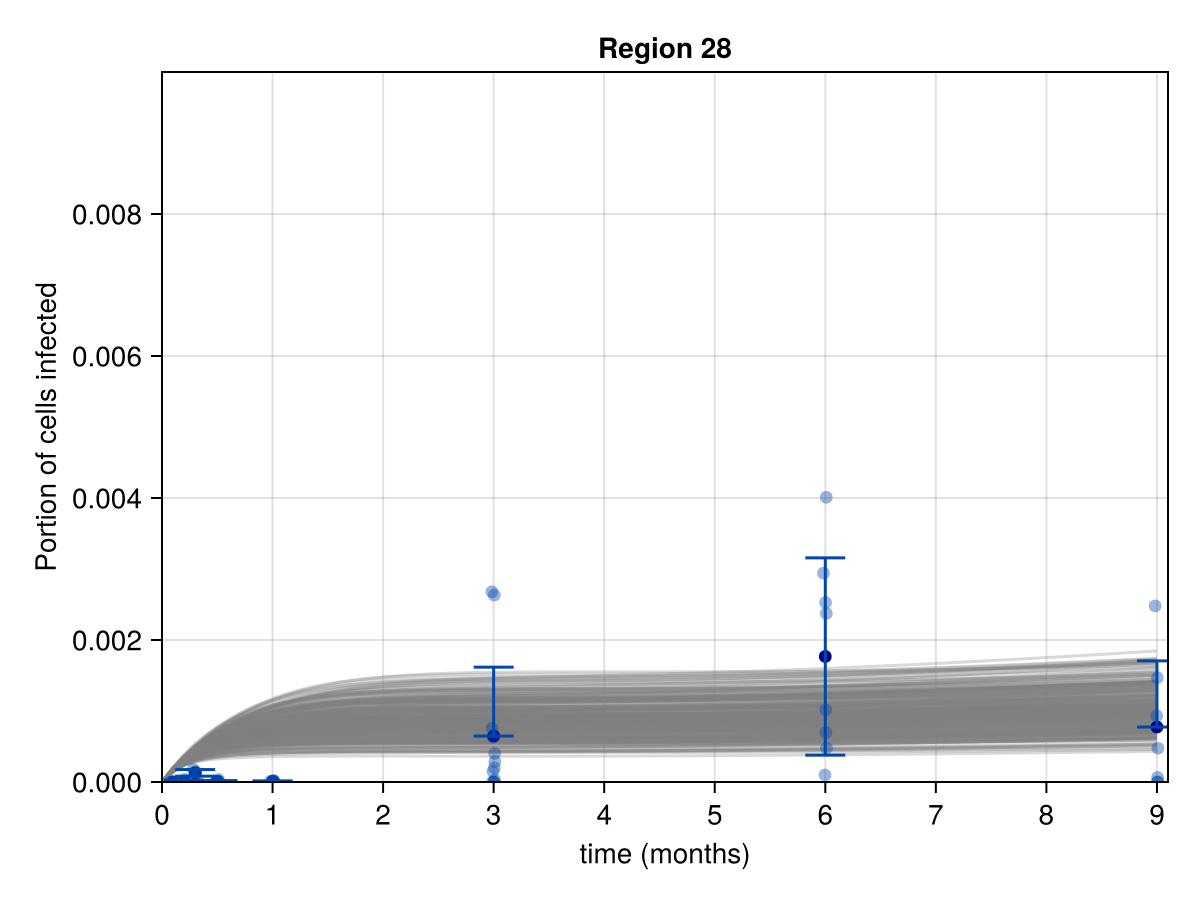 Region 28
Portion of cells infected
0.008
0.006
0.004
0.002
0.000
0 1 2 3 4 5 6 7 8 9
time (months)